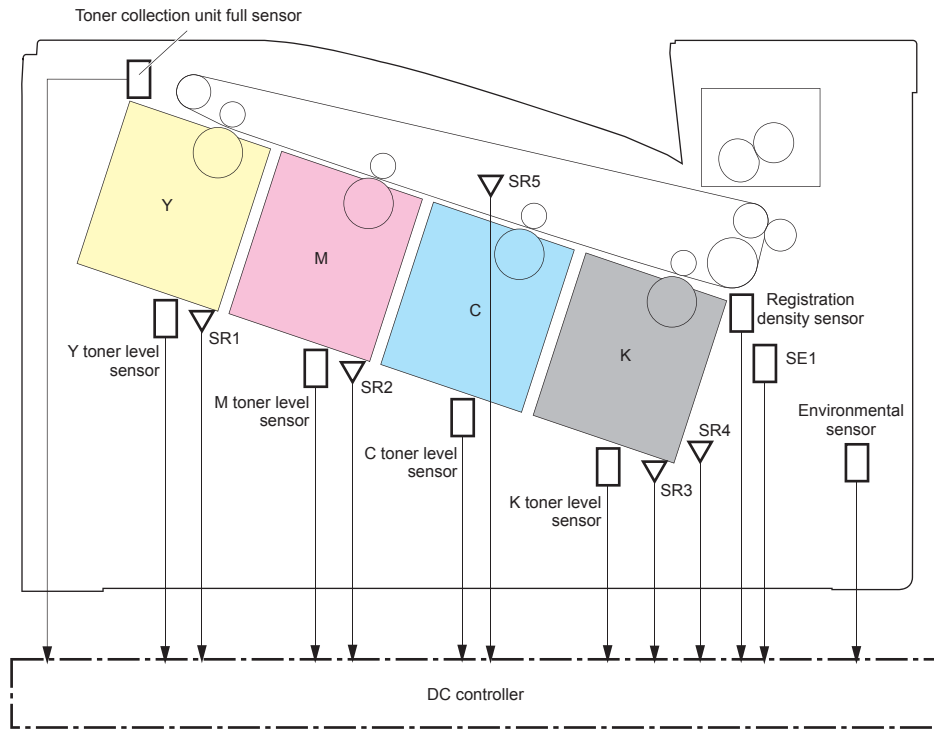 Toner collection unit full sensor
Y
M
C
K
SR5
Y toner level
sensor
SR1
M toner level
sensor
SR2
C toner level
sensor
K toner level
sensor
SR3
SR4
Registration
density sensor
SE1
Environmental
sensor
DC controller